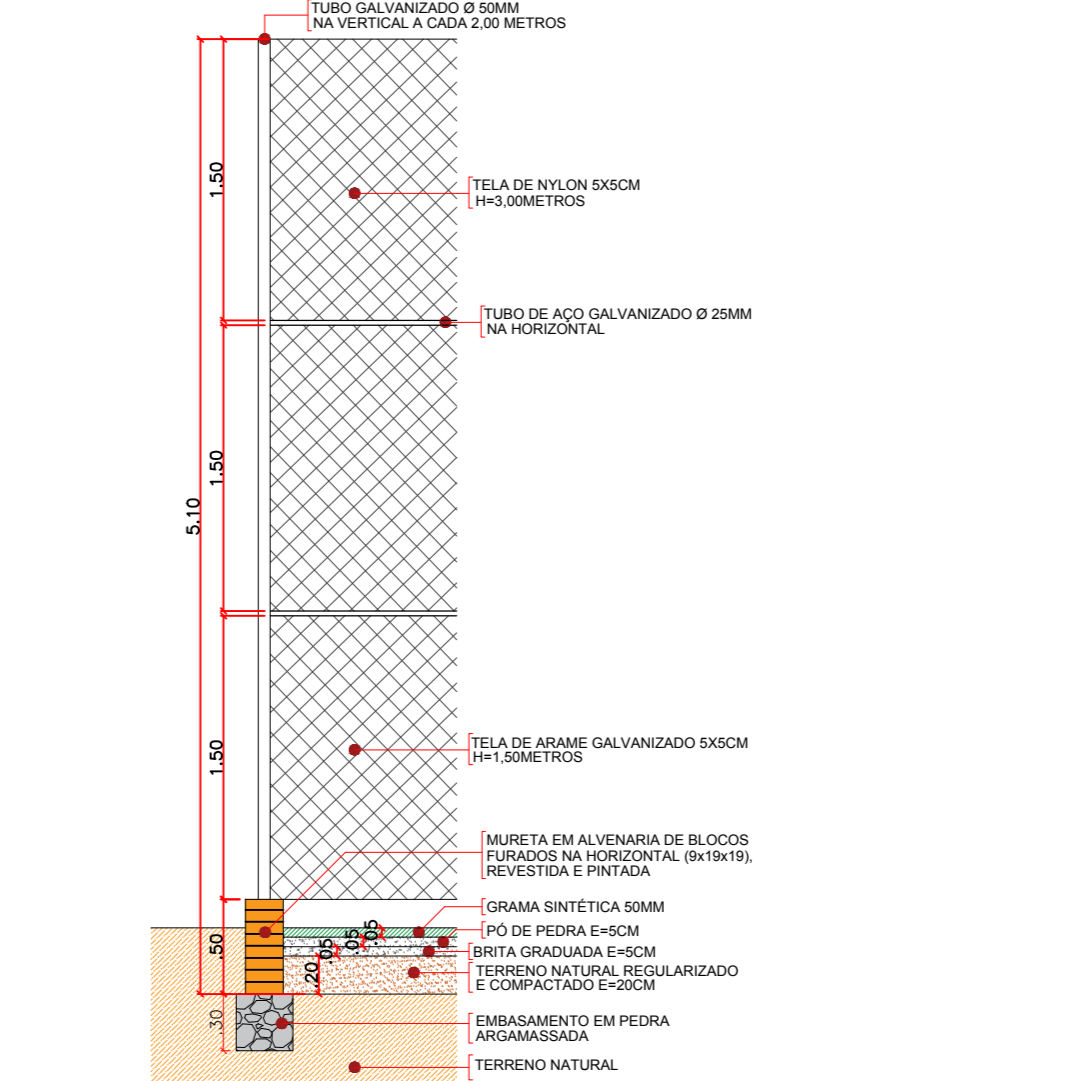 TUBO GALVANIZADO Ø 50MM
NA VERTICAL A CADA 2,00 METROS
1.50
TELA DE NYLON 5X5CM
H=3,00METROS
TUBO DE AÇO GALVANIZADO Ø 25MM
NA HORIZONTAL
1.50
5.10
1.50
TELA DE ARAME GALVANIZADO 5X5CM
H=1,50METROS
MURETA EM ALVENARIA DE BLOCOS
FURADOS NA HORIZONTAL (9x19x19),
REVESTIDA E PINTADA
GRAMA SINTÉTICA 50MM
PÓ DE PEDRA E=5CM
BRITA GRADUADA E=5CM
.50
.05
.05
.05
.20
TERRENO NATURAL REGULARIZADO
E COMPACTADO E=20CM
.30
EMBASAMENTO EM PEDRA
ARGAMASSADA
TERRENO NATURAL